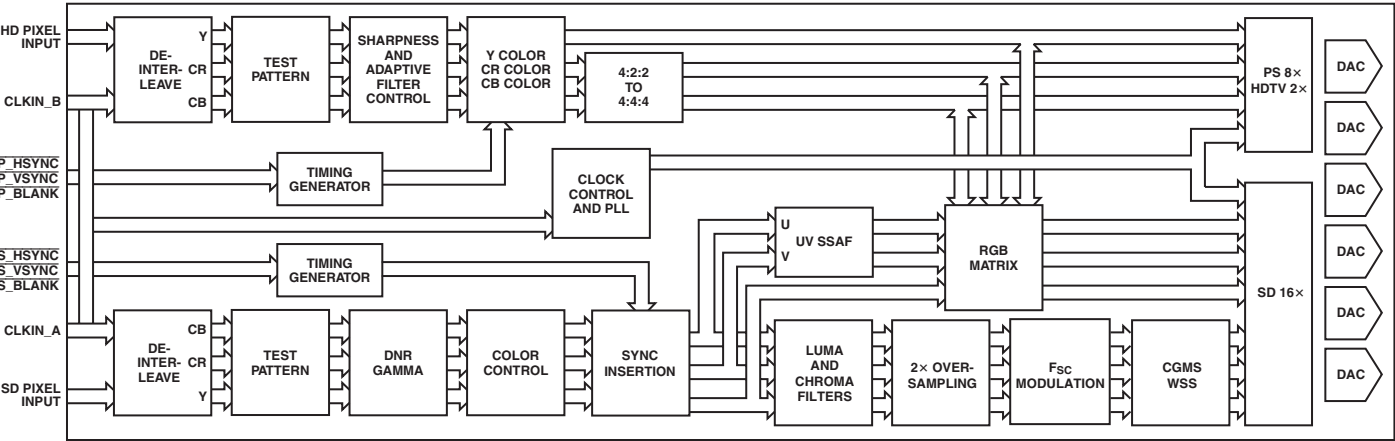 HD PIXEL
INPUT
CLKIN_B
P_HSYNC
P_VSYNC
P_BLANK
S_HSYNC
S_VSYNC
S_BLANK
CLKIN_A
SD PIXEL
INPUT
DE-
INTER-
LEAVE
Y
CR
CB
TEST
PATTERN
SHARPNESS
AND
ADAPTIVE
FILTER
CONTROL
Y COLOR
CR COLOR
CB COLOR
4:2:2
TO
4:4:4
PS 8×
HDTV 2×
TIMING
GENERATOR
CLOCK
CONTROL
AND PLL
TIMING
GENERATOR
U
V
UV SSAF
RGB
MATRIX
SD 16×
DE-
INTER-
LEAVE
CB
CR
Y
TEST
PATTERN
DNR
GAMMA
COLOR
CONTROL
SYNC
INSERTION
LUMA
AND
CHROMA
FILTERS
2× OVER-
SAMPLING
FSC
MODULATION
CGMS
WSS
DAC
DAC
DAC
DAC
DAC
DAC